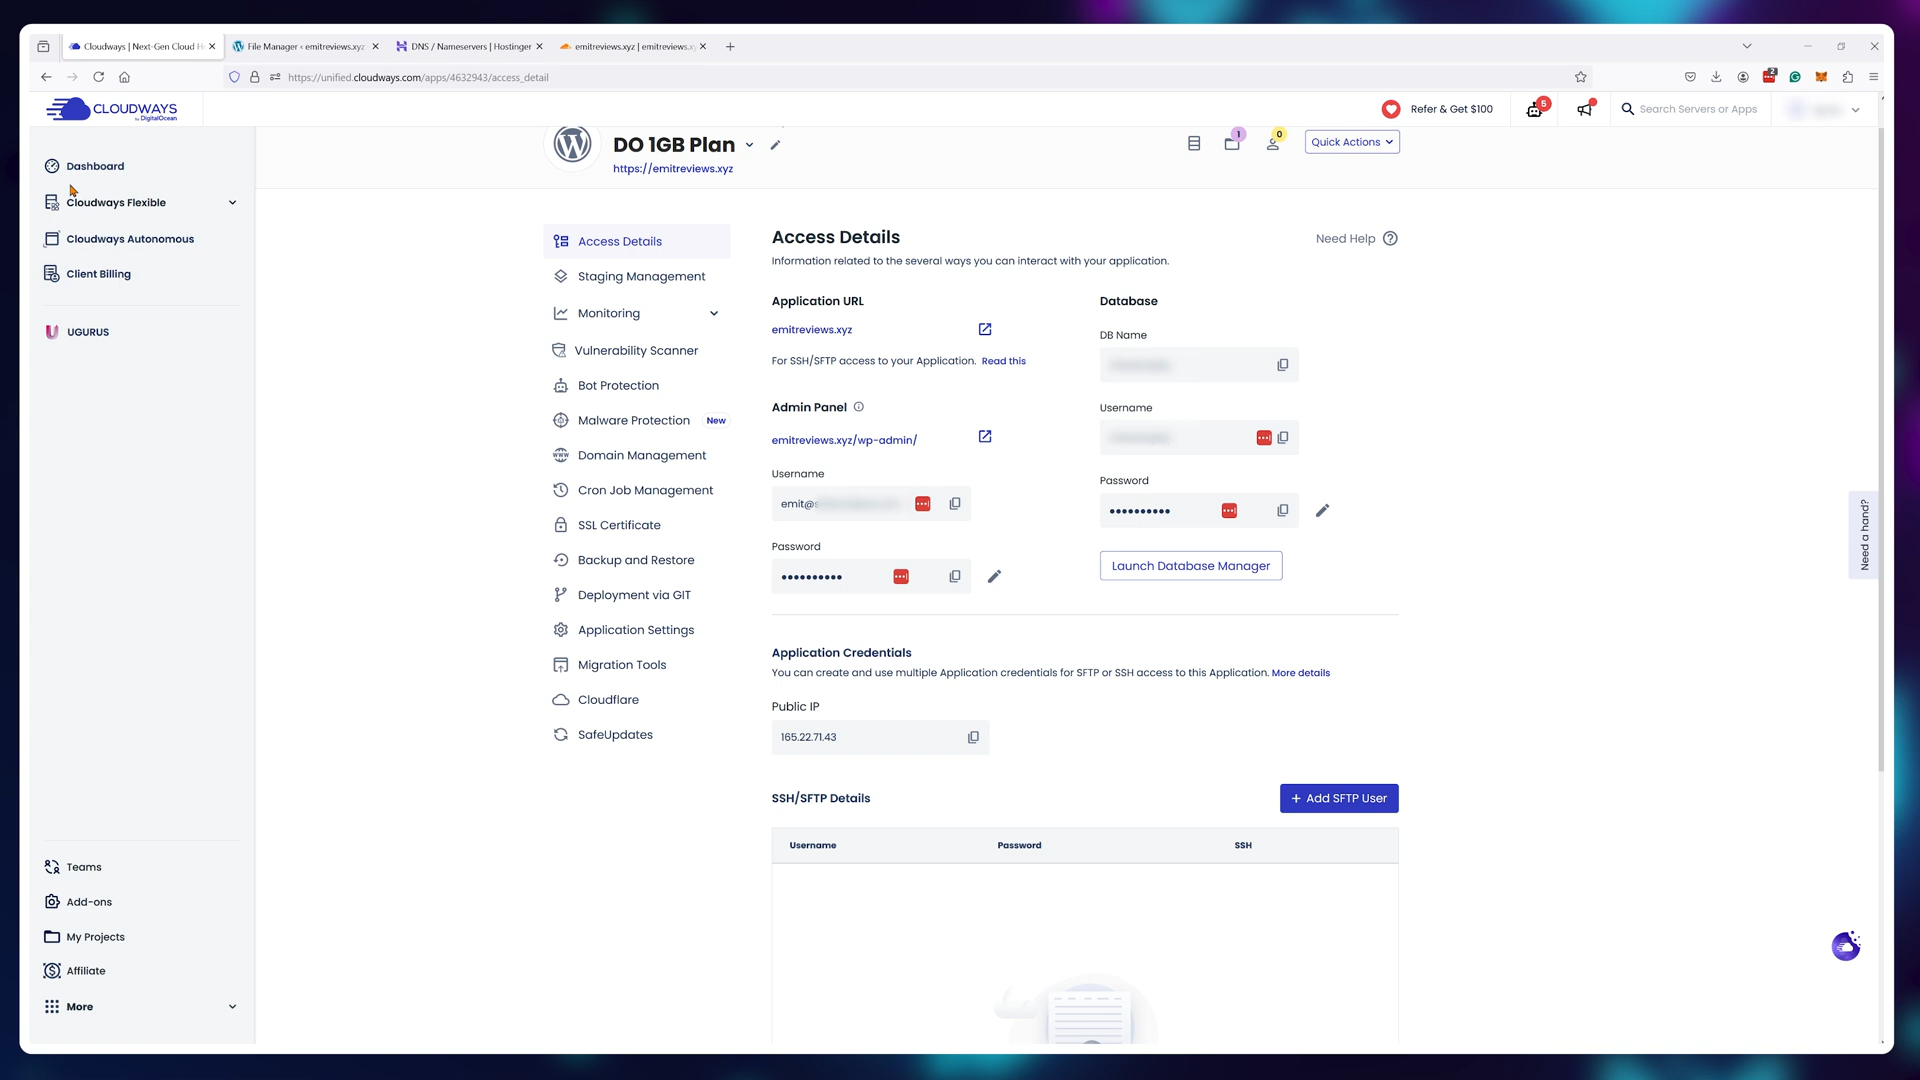 Cloudways | Next-Gen Cloud H
File Manager ‹ emitreviews.xyz
DNS / Nameservers | Hostinger
emitreviews.xyz | emitreviews.xy
https://unified.cloudways.com/apps/4632943/access_detail
2
CLOUDWAYS
by DigitalOcean
Refer & Get $100
5
Search Servers or Apps
Dashboard
Cloudways Flexible
Cloudways Autonomous
Client Billing
UGURUS
Teams
Add-ons
My Projects
Affiliate
More
DO 1GB Plan
https://emitreviews.xyz
1
0
Quick Actions
Access Details
Staging Management
Monitoring
Vulnerability Scanner
Bot Protection
Malware Protection New
Domain Management
Cron Job Management
SSL Certificate
Backup and Restore
Deployment via GIT
Application Settings
Migration Tools
Cloudflare
SafeUpdates
Access Details
Need Help
Information related to the several ways you can interact with your application.
Application URL
emitreviews.xyz
For SSH/SFTP access to your Application. Read this
Admin Panel
emitreviews.xyz/wp-admin/
Username
emit@
Password
••••••••••
Database
DB Name
Username
Password
••••••••••
Launch Database Manager
Application Credentials
You can create and use multiple Application credentials for SFTP or SSH access to this Application. More details
Public IP
165.22.71.43
SSH/SFTP Details
+ Add SFTP User
Username Password SSH
Need a hand?